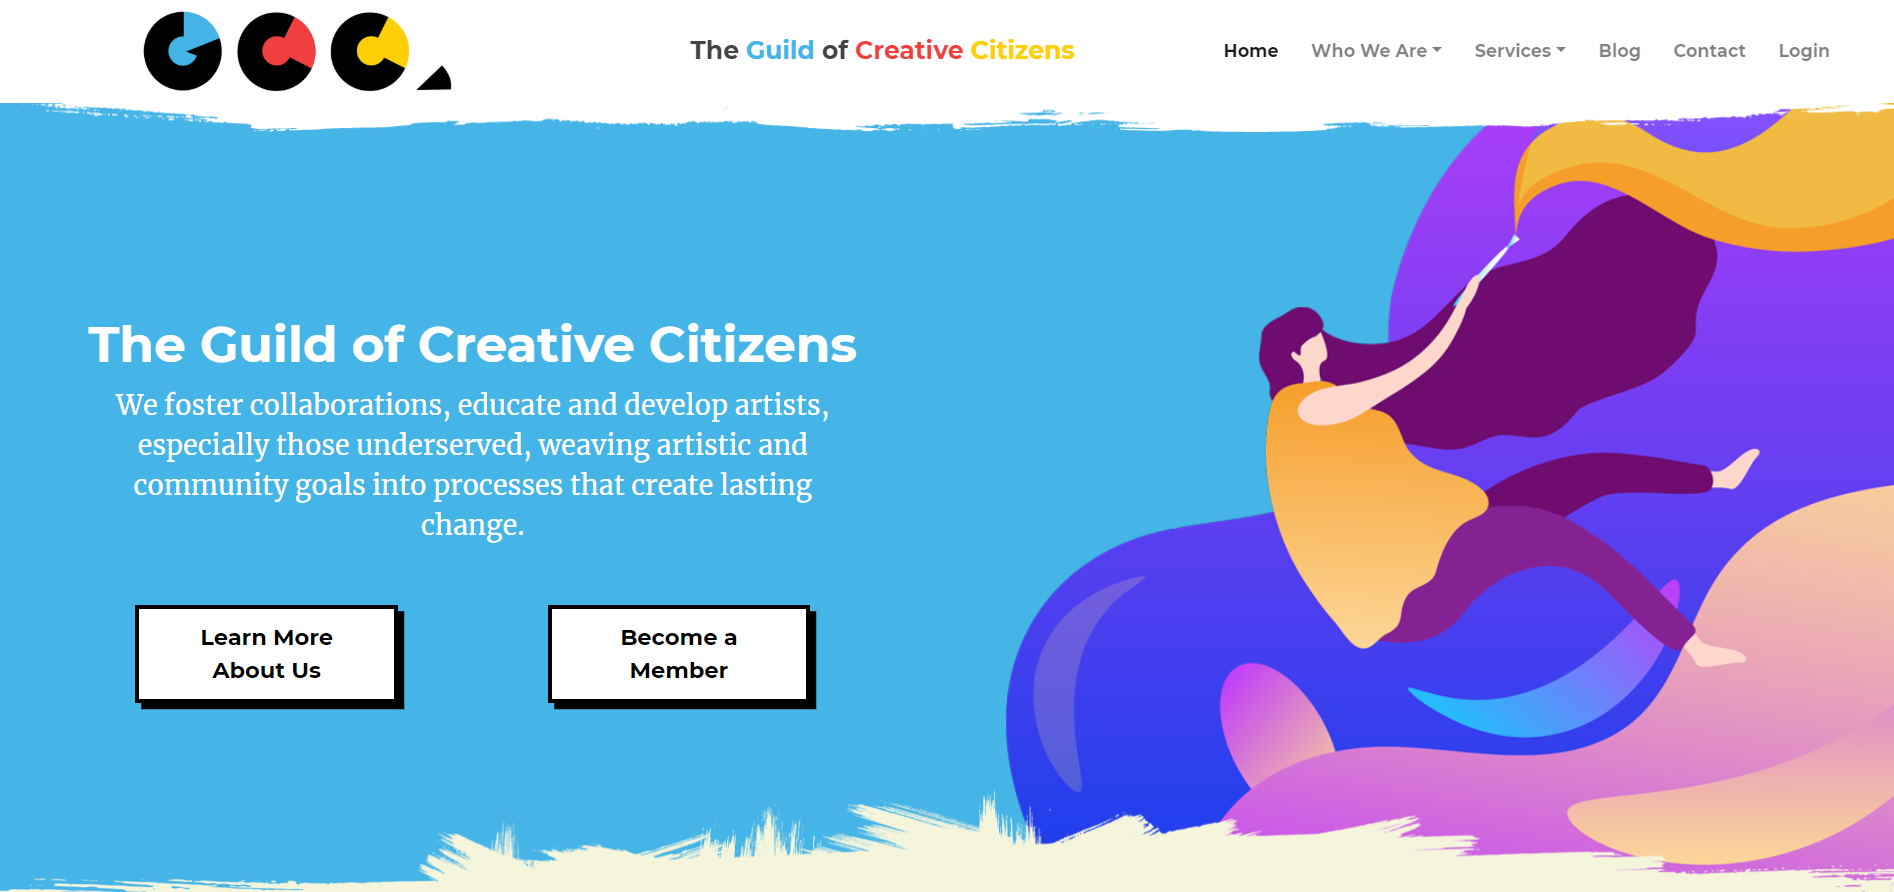 GCC
The Guild of Creative Citizens
Home Who We Are Services Blog Contact Login
The Guild of Creative Citizens
We foster collaborations, educate and develop artists,
especially those underserved, weaving artistic and
community goals into processes that create lasting
change.
Learn More
About Us
Become a
Member